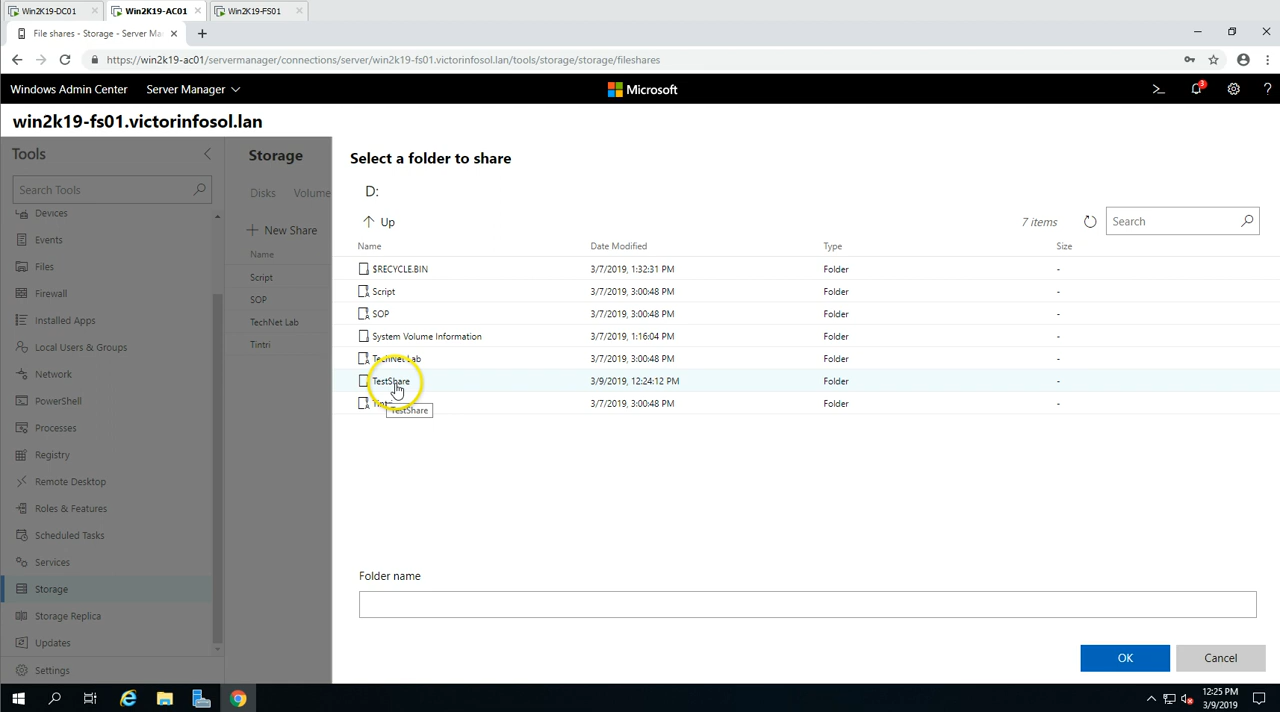 Win2K19-DC01
Win2K19-AC01
Win2K19-FS01
File shares - Storage - Server Ma
https://win2k19-ac01/servermanager/connections/server/win2k19-fs01.victorinfosol.lan/tools/storage/storage/fileshares
Windows Admin Center Server Manager Microsoft 3 ?
win2k19-fs01.victorinfosol.lan
Tools
Search Tools
Devices
Events
Files
Firewall
Installed Apps
Local Users & Groups
Network
PowerShell
Processes
Registry
Remote Desktop
Roles & Features
Scheduled Tasks
Services
Storage
Storage Replica
Updates
Settings
Storage
Disks Volume
New Share
Name
Script
SOP
TechNet Lab
Tintri
Select a folder to share
D:
Up 7 items Search
Name Date Modified Type Size
$RECYCLE.BIN 3/7/2019, 1:32:31 PM Folder -
Script 3/7/2019, 3:00:48 PM Folder -
SOP 3/7/2019, 3:00:48 PM Folder -
System Volume Information 3/7/2019, 1:16:04 PM Folder -
TechNet Lab 3/7/2019, 3:00:48 PM Folder -
TestShare 3/9/2019, 12:24:12 PM Folder -
3/7/2019, 3:00:48 PM Folder -
TestShare
Folder name
OK Cancel
12:25 PM
3/9/2019